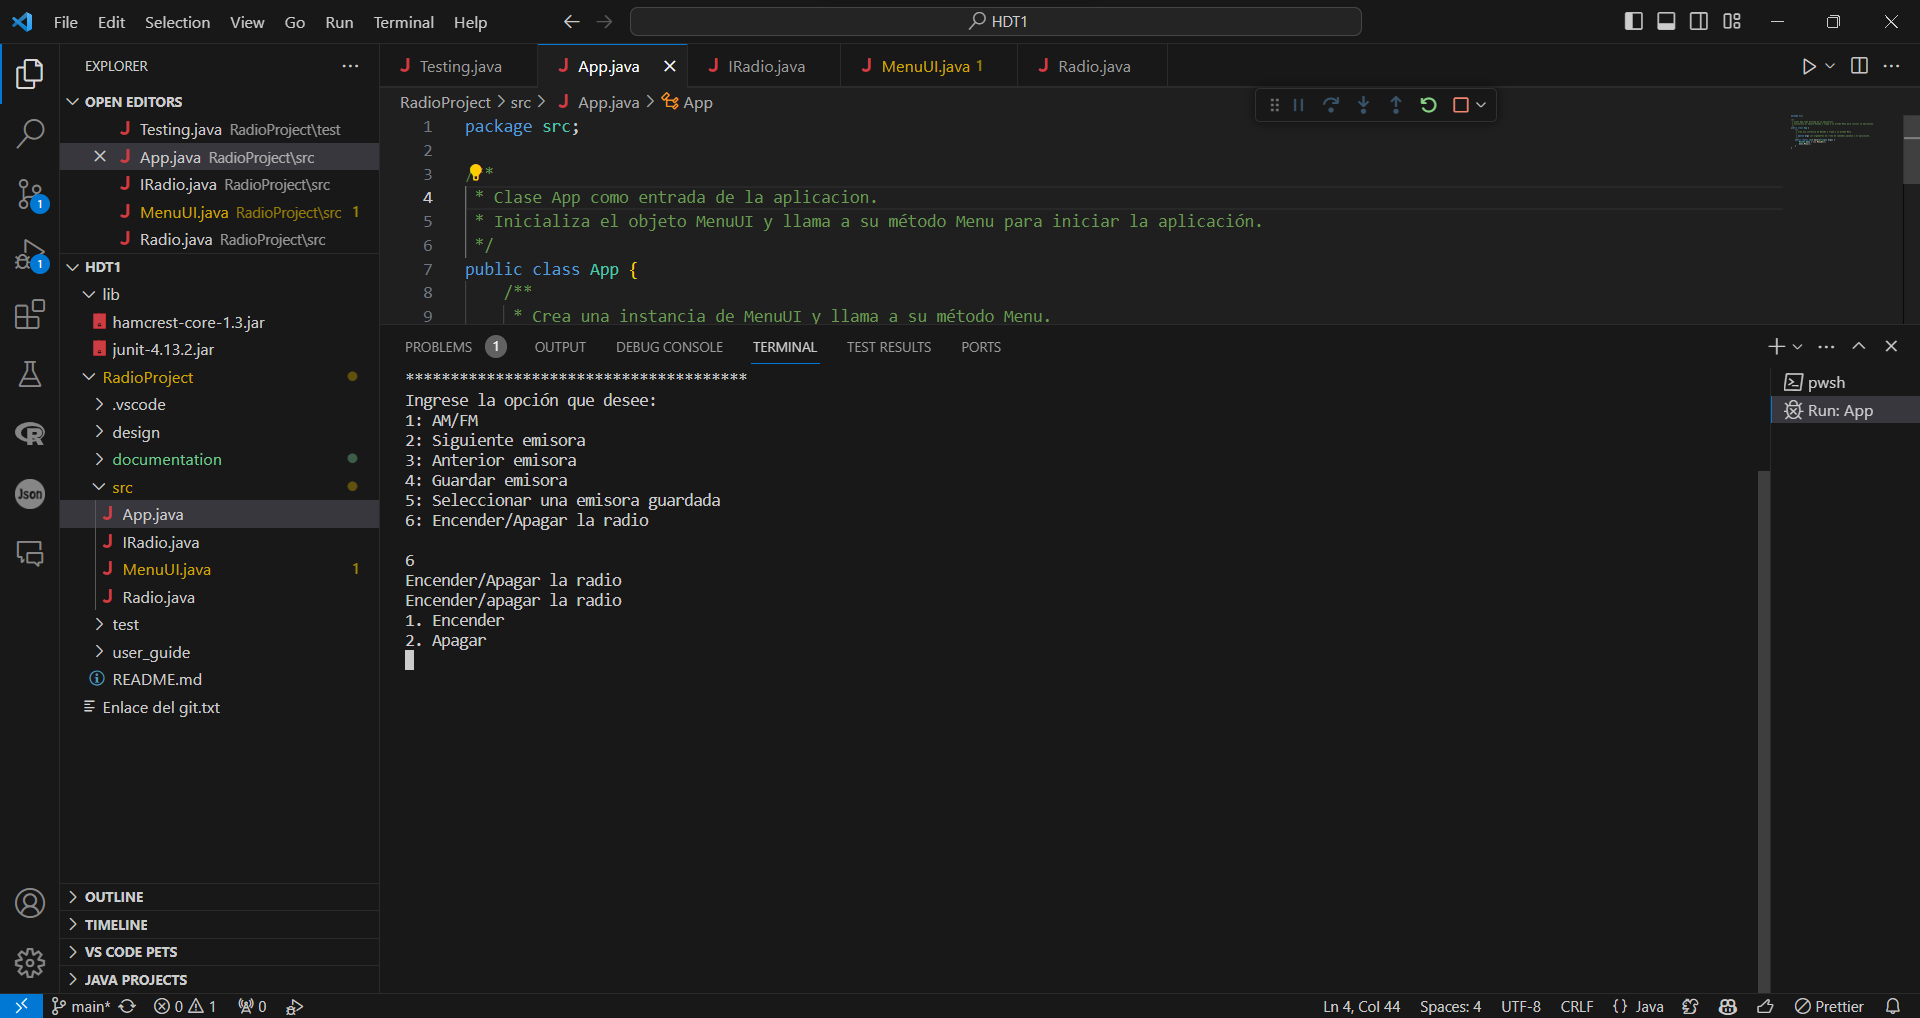 File Edit Selection View Go Run Terminal Help
HDT1
EXPLORER
OPEN EDITORS
Testing.java RadioProject\test
App.java RadioProject\src
IRadio.java RadioProject\src
MenuUI.java RadioProject\src 1
Radio.java RadioProject\src
HDT1
lib
hamcrest-core-1.3.jar
junit-4.13.2.jar
RadioProject
.vscode
design
documentation
src
App.java
IRadio.java
MenuUI.java 1
Radio.java
test
user_guide
README.md
Enlace del git.txt
OUTLINE
TIMELINE
VS CODE PETS
JAVA PROJECTS
1
1
R
Json
Testing.java
App.java
IRadio.java
MenuUI.java 1
Radio.java
RadioProject > src > App.java > App
1 package src;
2
3 /**
4 * Clase App como entrada de la aplicacion.
5 * Inicializa el objeto MenuUI y llama a su método Menu para iniciar la aplicación.
6 */
7 public class App {
8 /**
9 * Crea una instancia de MenuUI y llama a su método Menu.
PROBLEMS 1 OUTPUT DEBUG CONSOLE TERMINAL TEST RESULTS PORTS
**************************************
Ingrese la opción que desee:
1: AM/FM
2: Siguiente emisora
3: Anterior emisora
4: Guardar emisora
5: Seleccionar una emisora guardada
6: Encender/Apagar la radio
6
Encender/Apagar la radio
Encender/apagar la radio
1. Encender
2. Apagar
pwsh
Run: App
main* 0 1 0
Ln 4, Col 44 Spaces: 4 UTF-8 CRLF {} Java Prettier